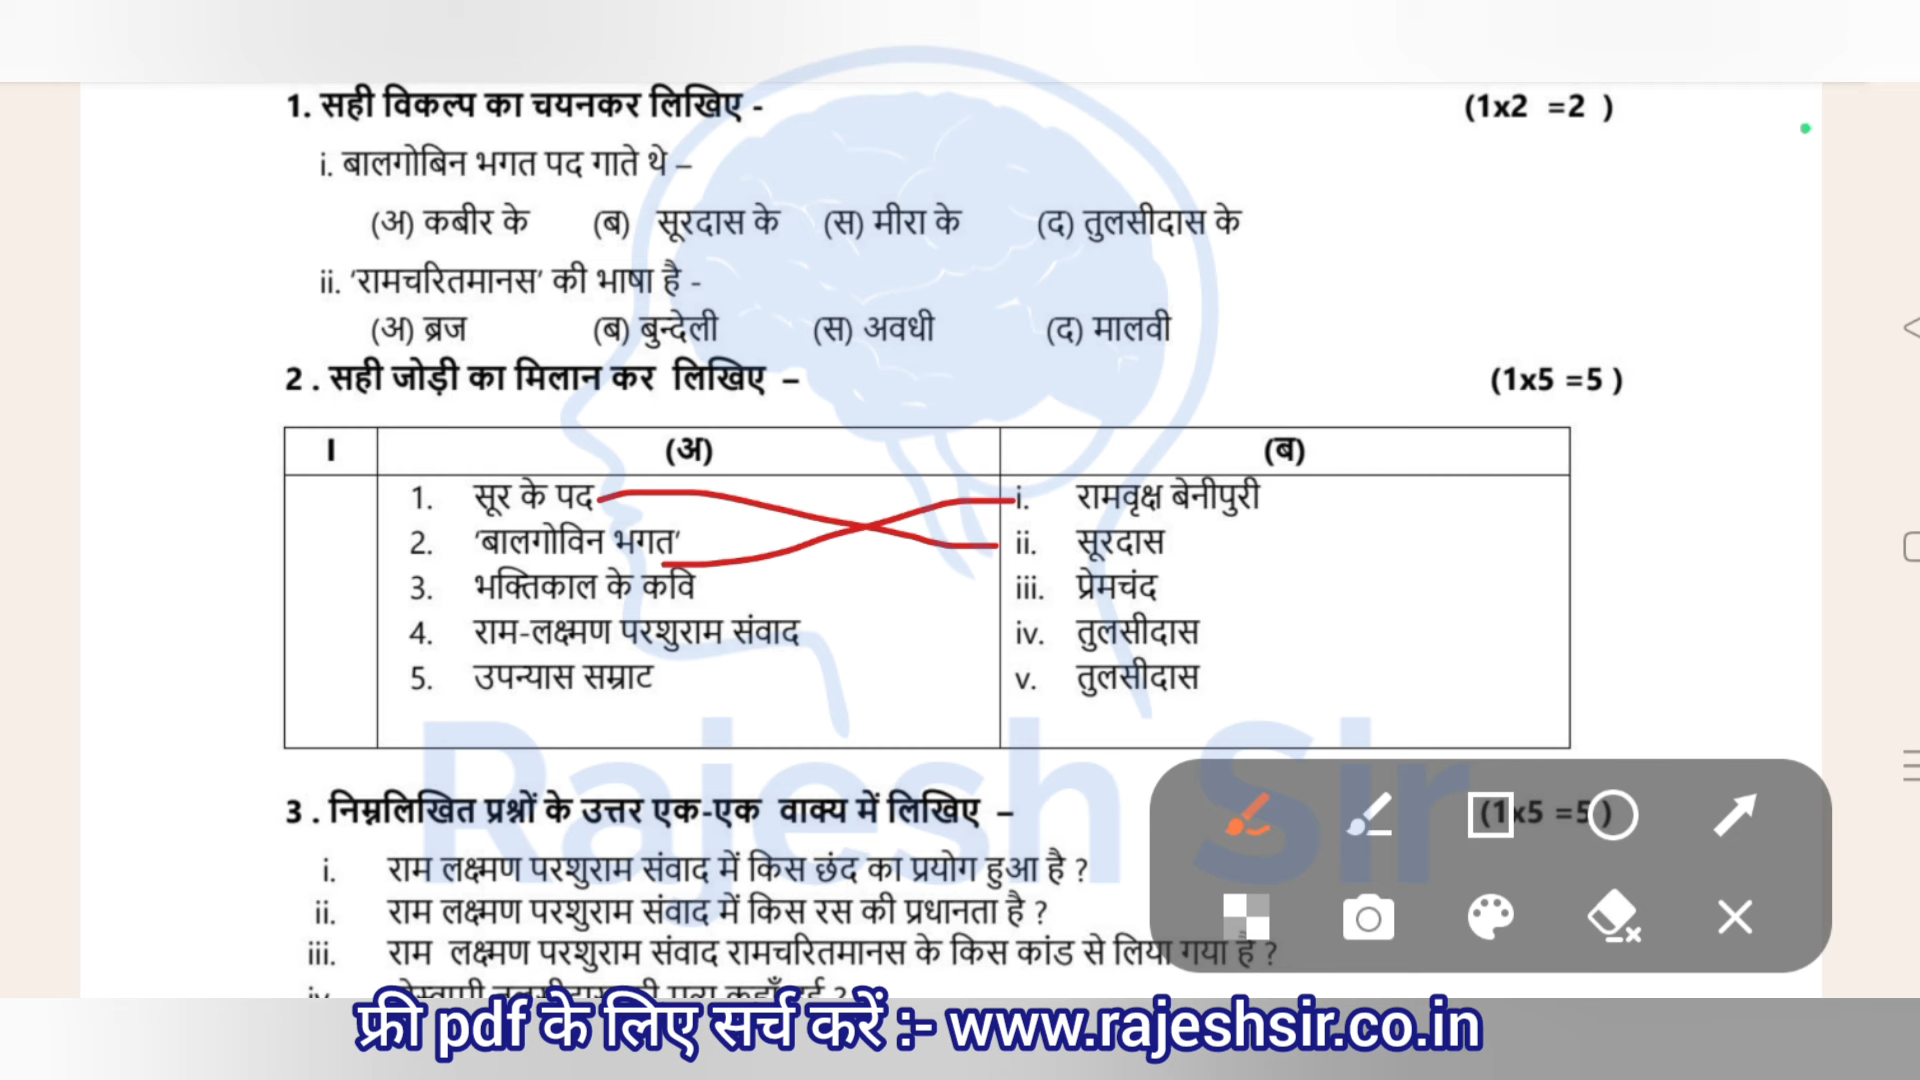 1. सही विकल्प का चयनकर लिखिए - (1x2 =2 )
i. बालगोबिन भगत पद गाते थे –
(अ) कबीर के (ब) सूरदास के (स) मीरा के (द) तुलसीदास के
ii. ‘रामचरितमानस’ की भाषा है -
(अ) ब्रज (ब) बुन्देली (स) अवधी (द) मालवी
2 . सही जोड़ी का मिलान कर लिखिए – (1x5 =5 )
I (अ) (ब)
1. सूर के पद i. रामवृक्ष बेनीपुरी
2. ‘बालगोविन भगत’ ii. सूरदास
3. भक्तिकाल के कवि iii. प्रेमचंद
4. राम-लक्ष्मण परशुराम संवाद iv. तुलसीदास
5. उपन्यास सम्राट v. तुलसीदास
Rajesh Sir
3 . निम्नलिखित प्रश्नों के उत्तर एक-एक वाक्य में लिखिए – (1x5 =5 )
i. राम लक्ष्मण परशुराम संवाद में किस छंद का प्रयोग हुआ है ?
ii. राम लक्ष्मण परशुराम संवाद में किस रस की प्रधानता है ?
iii. राम लक्ष्मण परशुराम संवाद रामचरितमानस के किस कांड से लिया गया है ?
फ्री pdf के लिए सर्च करें :- www.rajeshsir.co.in